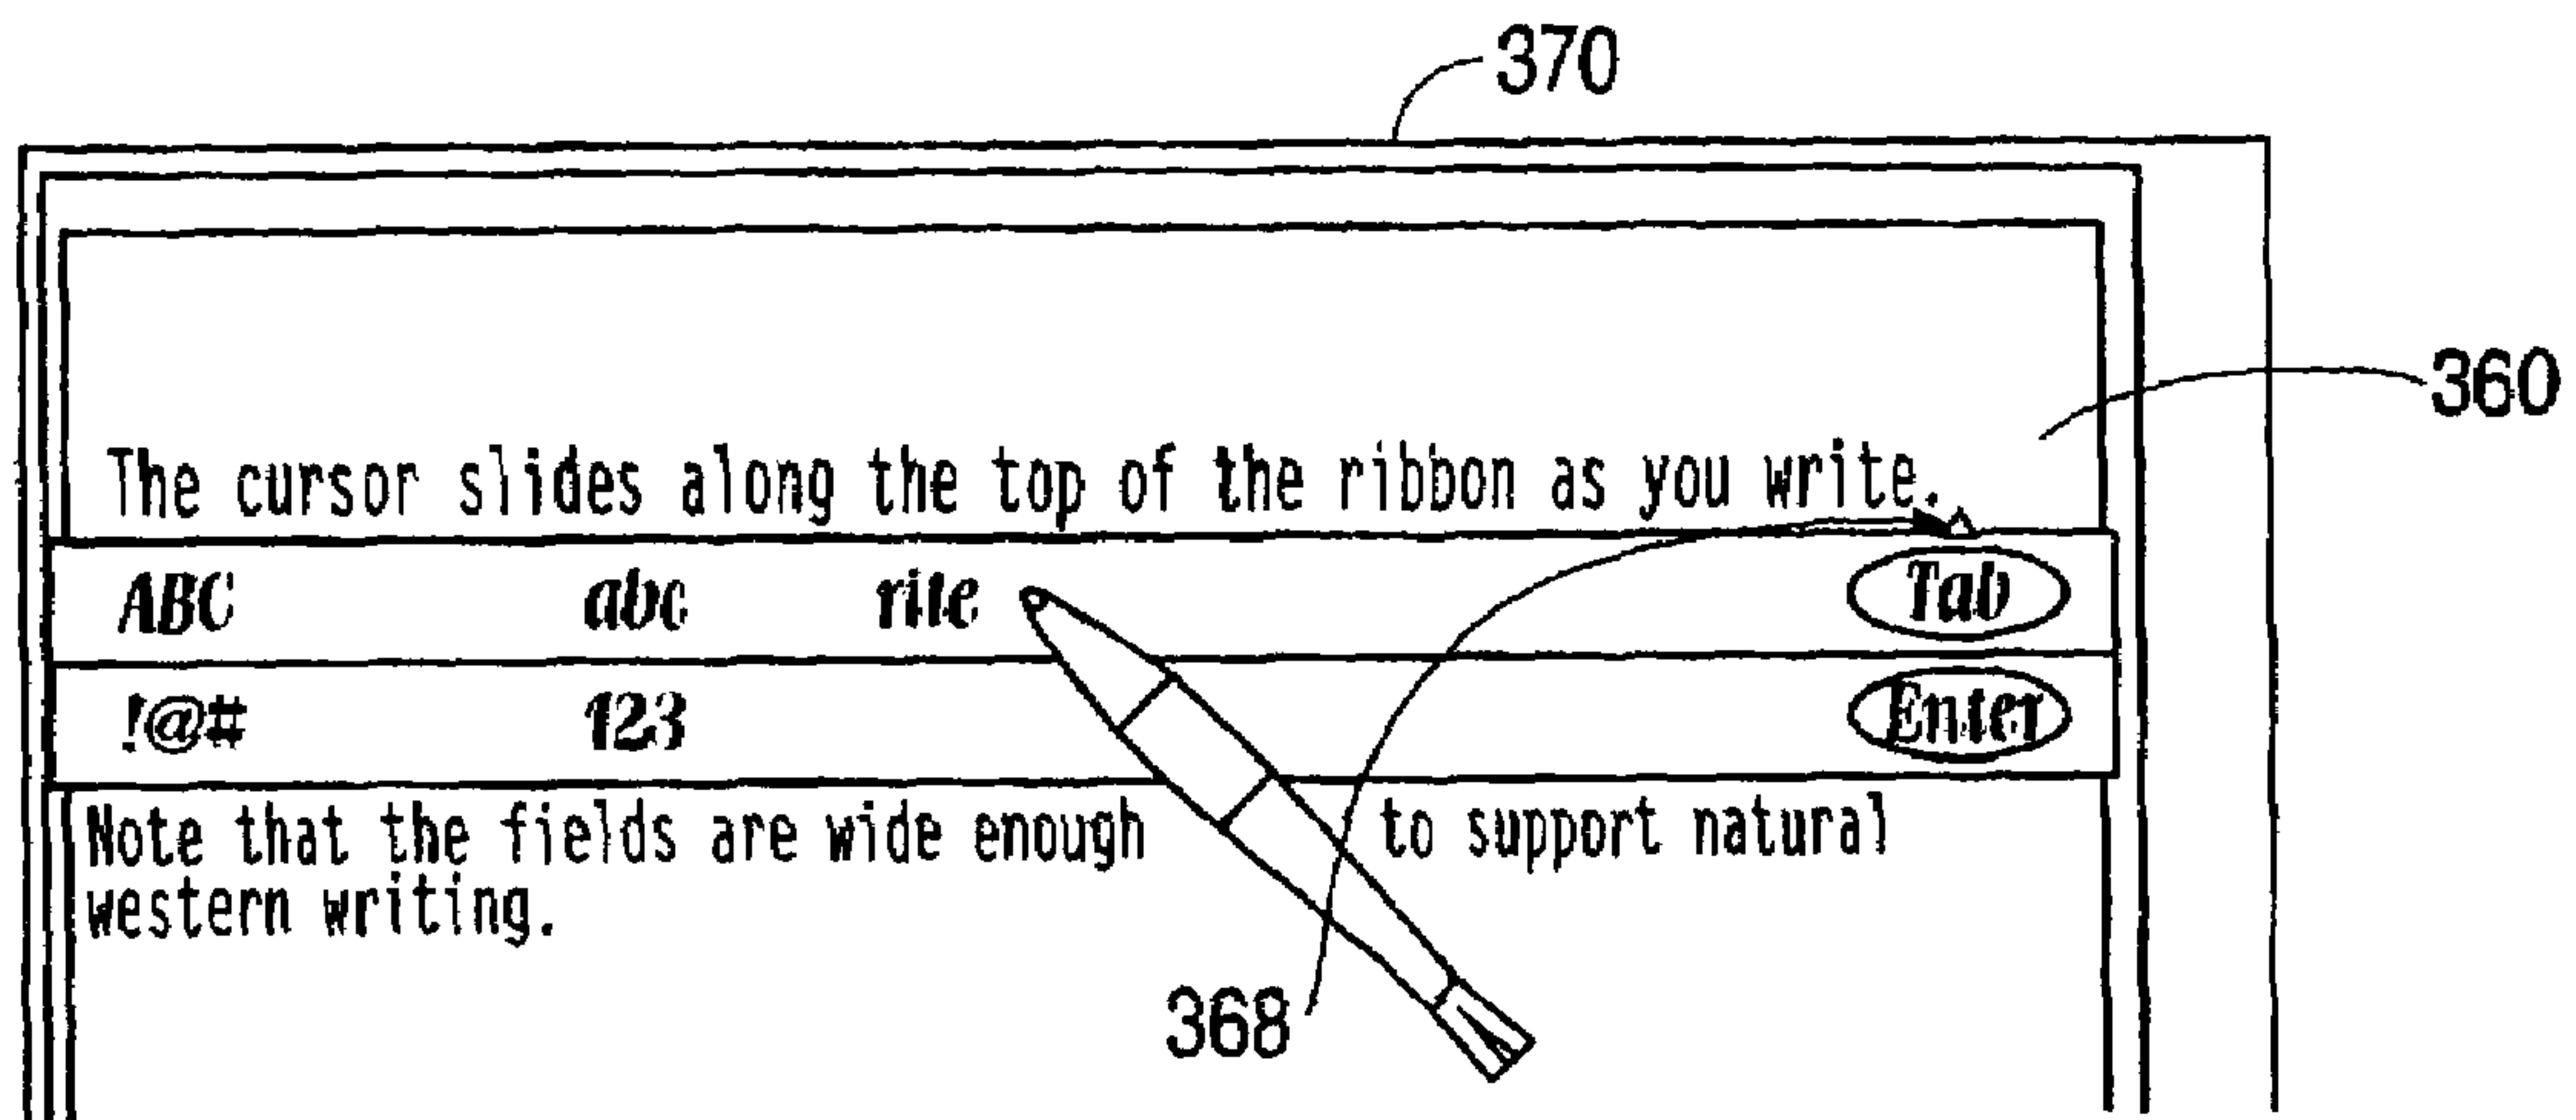 370
360
The cursor slides along the top of the ribbon as you write.
ABC abc rite Tab
!@# 123 Enter
Note that the fields are wide enough to support natural
western writing.
368